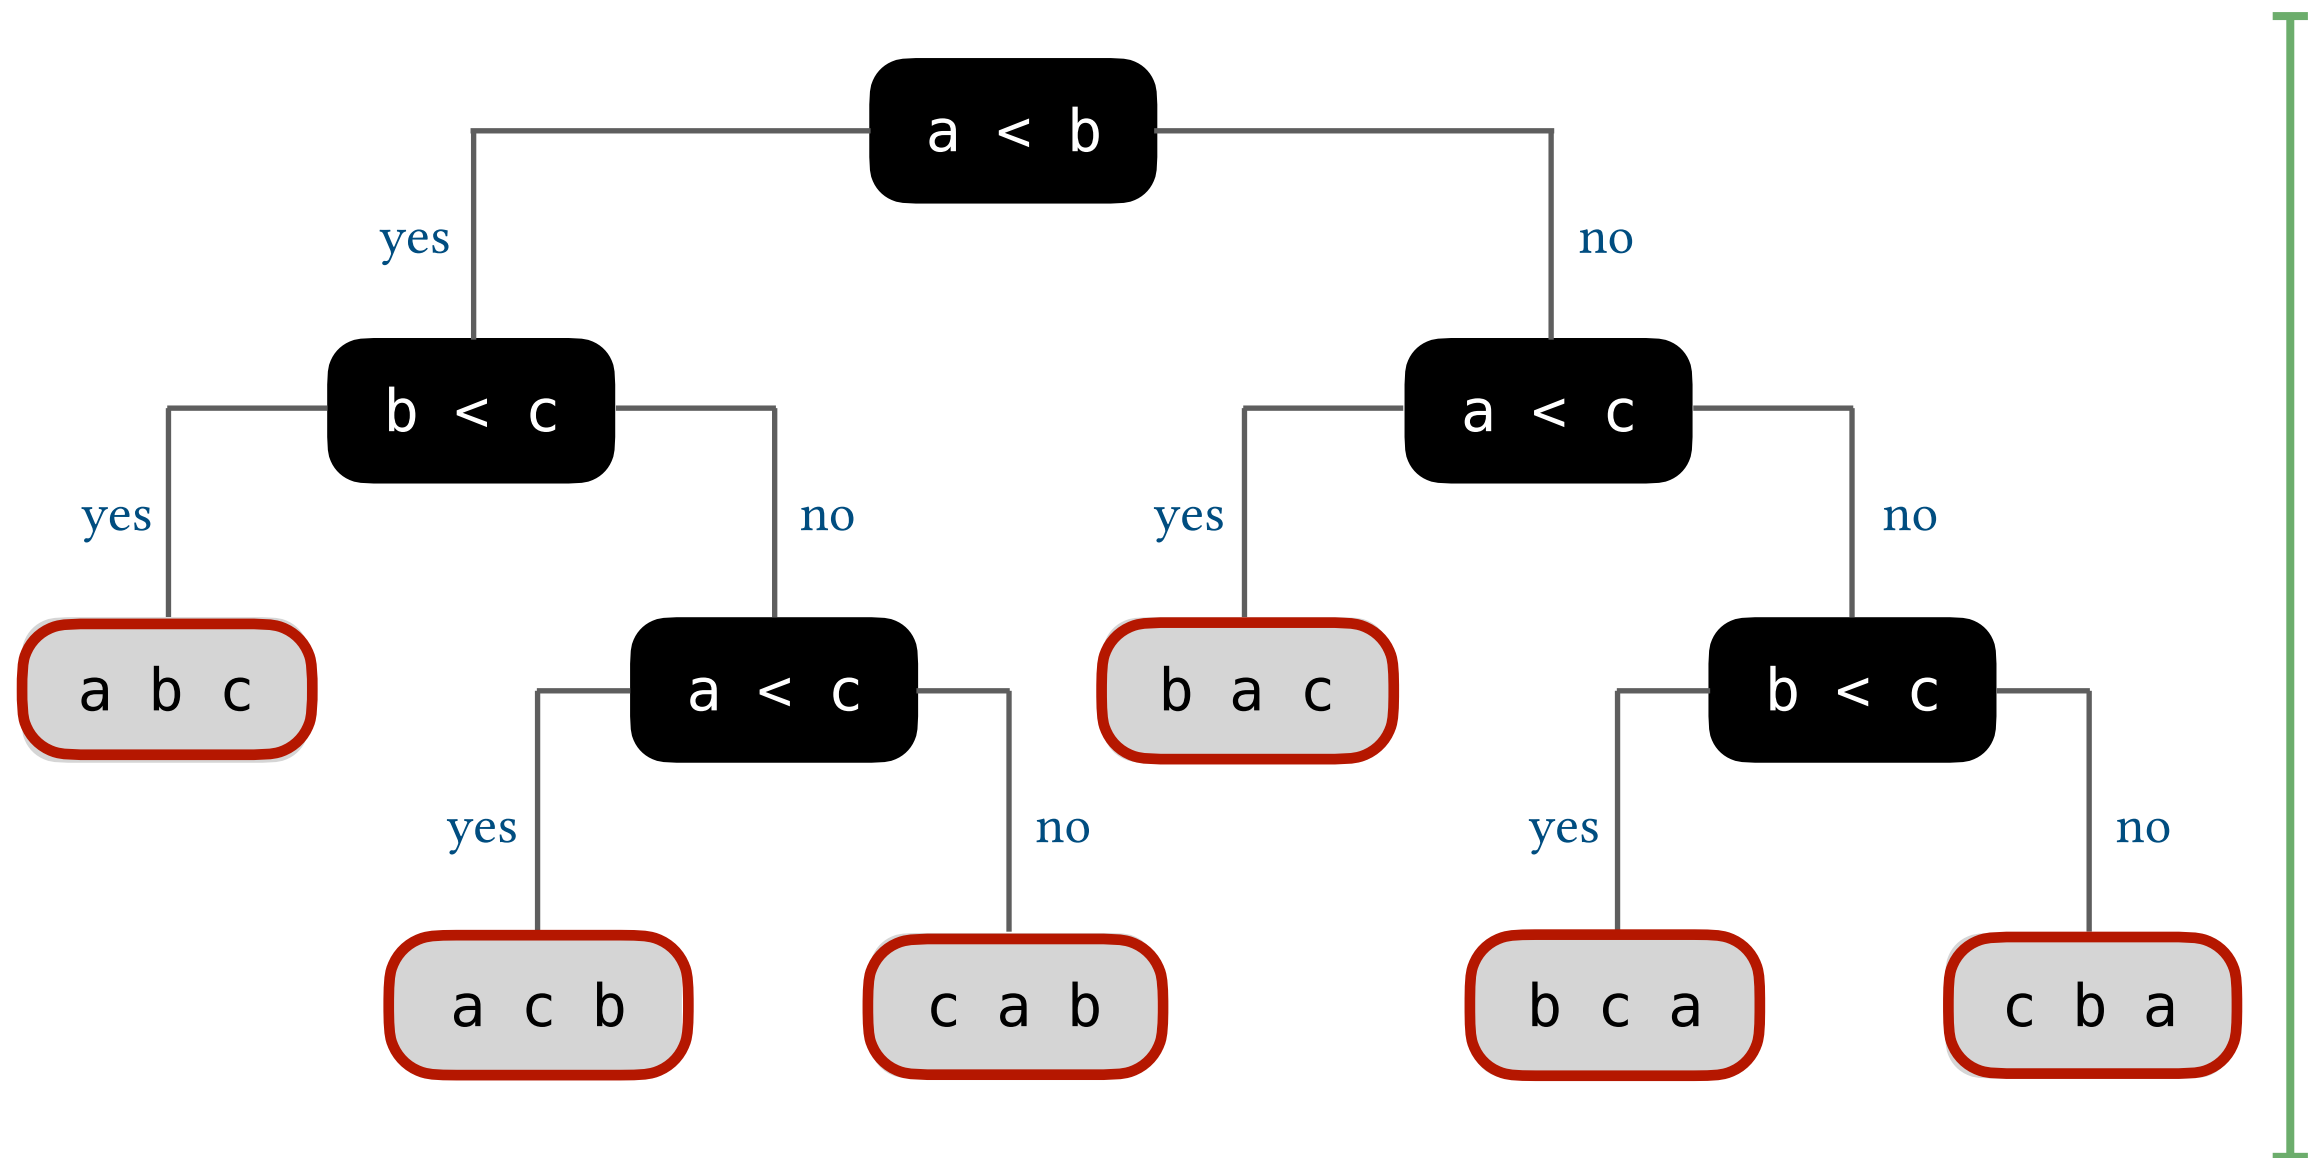 a < b
yes
no
b < c
a < c
yes
no
yes
no
a b c
a < c
b a c
b < c
yes
no
yes
no
a c b
c a b
b c a
c b a